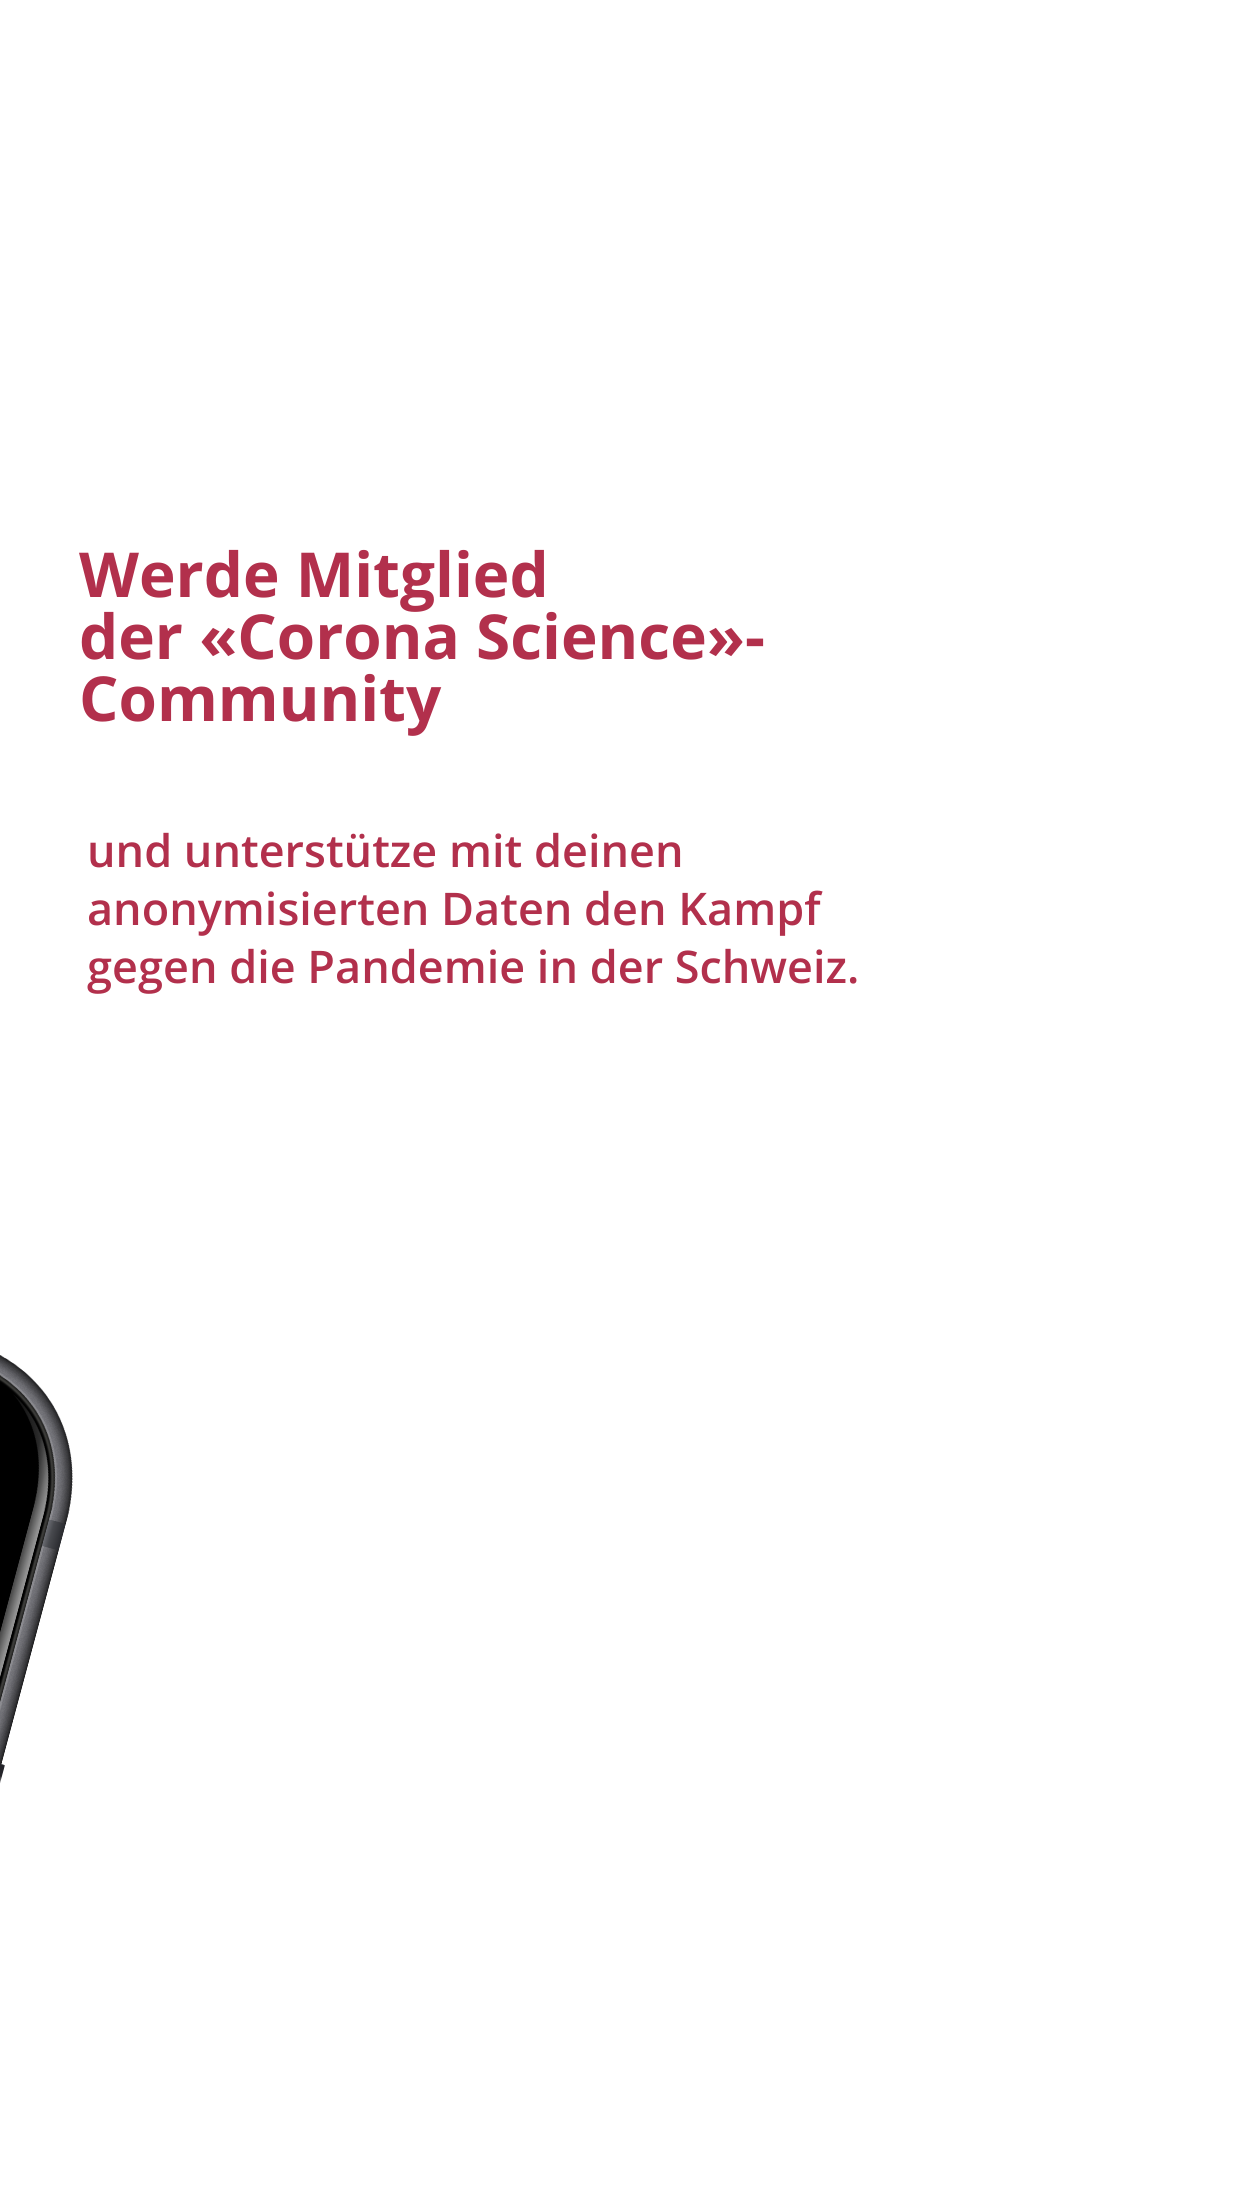 Werde Mitglied
der «Corona Science»-
Community
und unterstütze mit deinen
anonymisierten Daten den Kampf
gegen die Pandemie in der Schweiz.